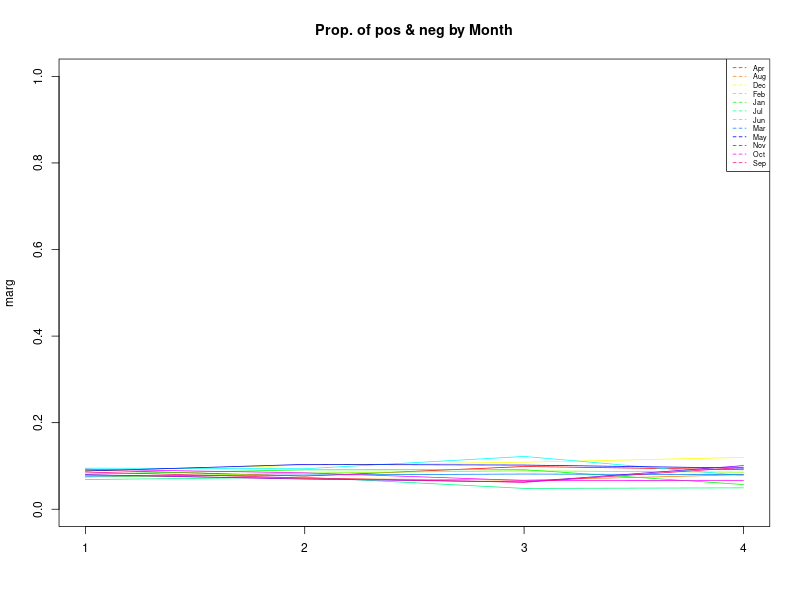 Prop. of pos & neg by Month
marg
1.0
0.8
0.6
0.4
0.2
0.0
1 2 3 4
Apr
Aug
Dec
Feb
Jan
Jul
Jun
Mar
May
Nov
Oct
Sep